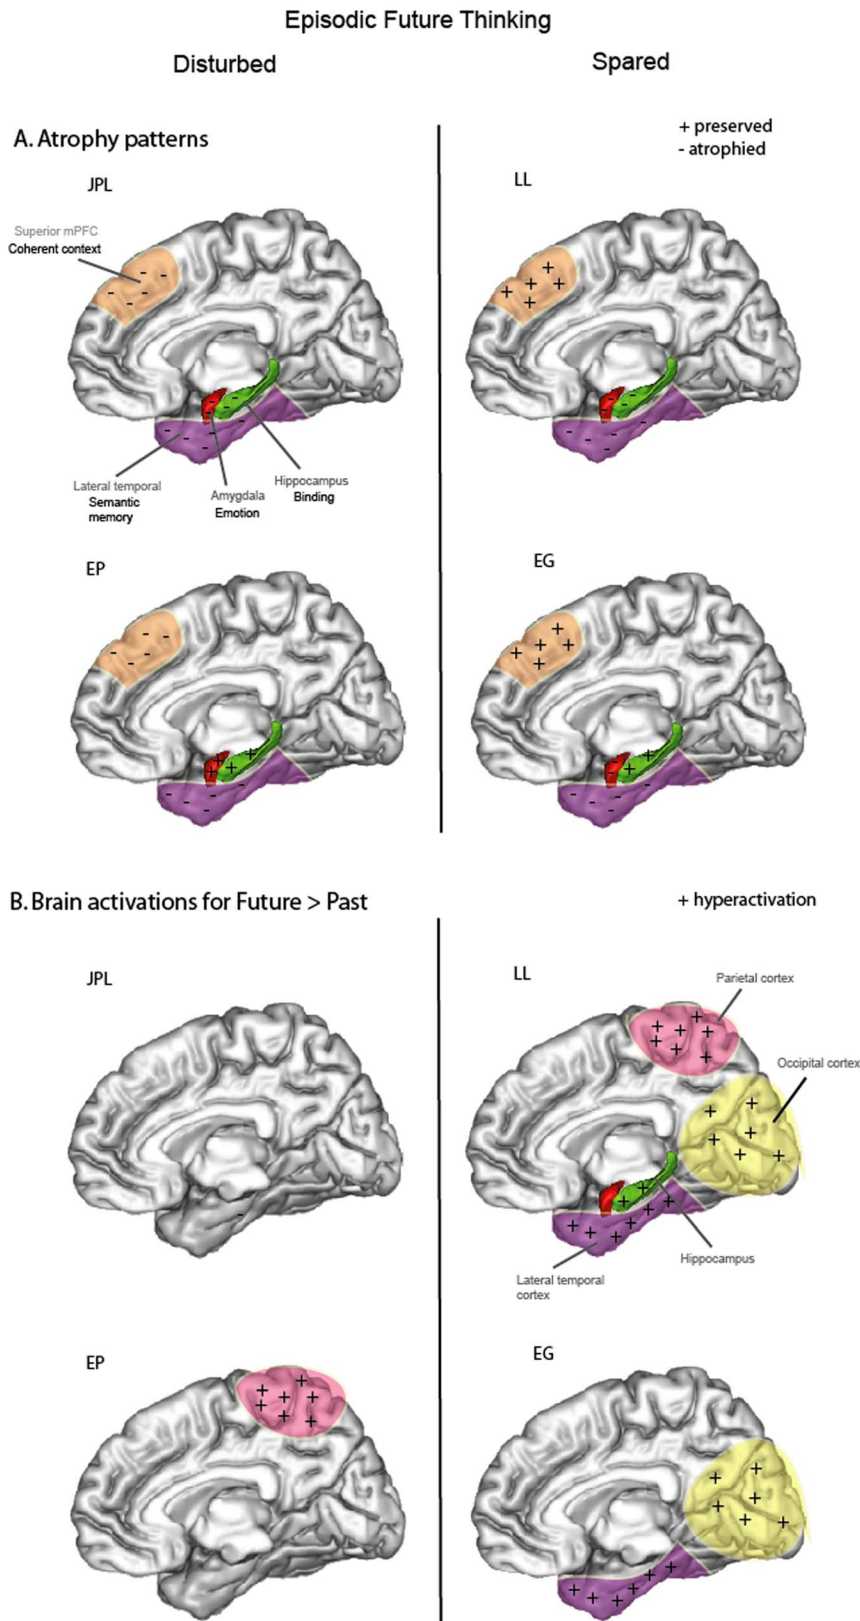 Episodic Future Thinking
Disturbed
Spared
A. Atrophy patterns
+ preserved
- atrophied
JPL
LL
Superior mPFC
Coherent context
Lateral temporal
Semantic
memory
Amygdala
Emotion
Hippocampus
Binding
EP
EG
B. Brain activations for Future > Past
+ hyperactivation
JPL
LL
Parietal cortex
Occipital cortex
Hippocampus
Lateral temporal
cortex
EP
EG